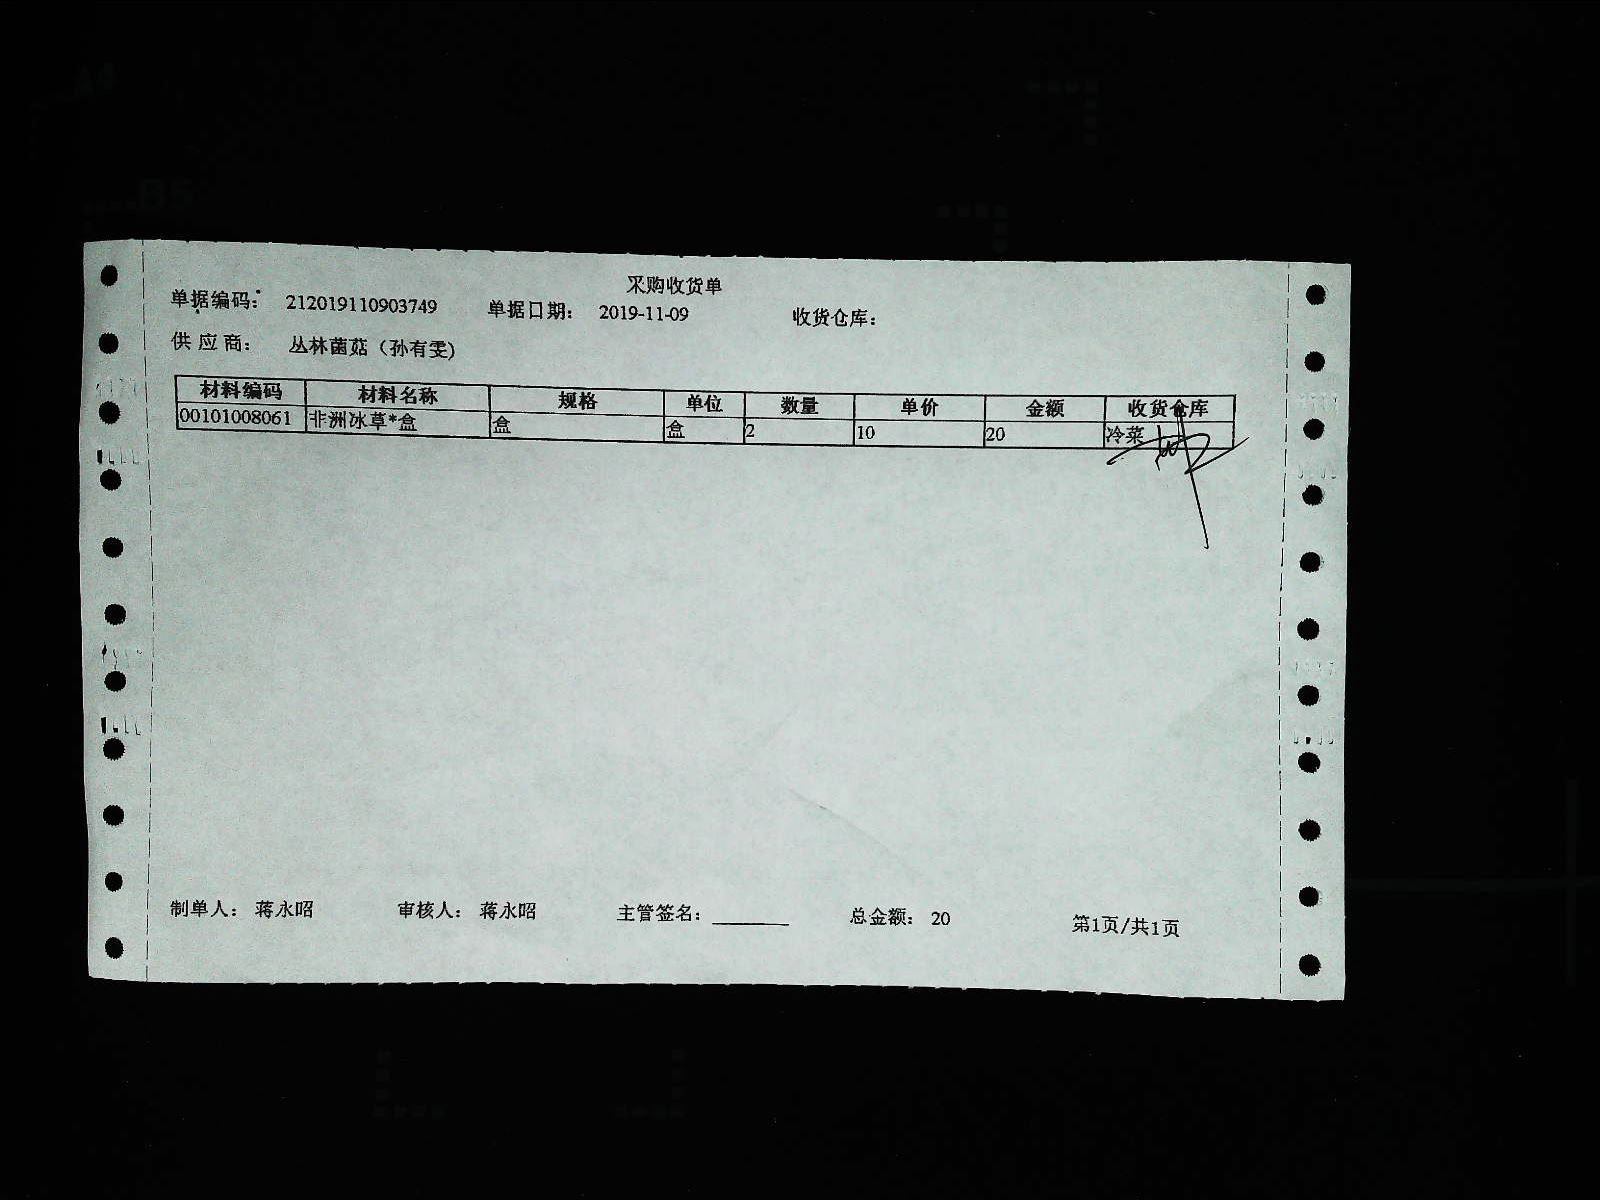 采购收货单
单据编码： 212019110903749 单据日期： 2019-11-09 收货仓库：
供应商： 丛林菌菇（孙有雯)
材料编码 材料名称 规格 单位 数量 单价 金额 收货仓库
00101008061 非洲冰草*盒 盒 盒 2 10 20 冷菜
制单人： 蒋永昭 审核人： 蒋永昭 主管签名： 总金额： 20 第1页/共1页